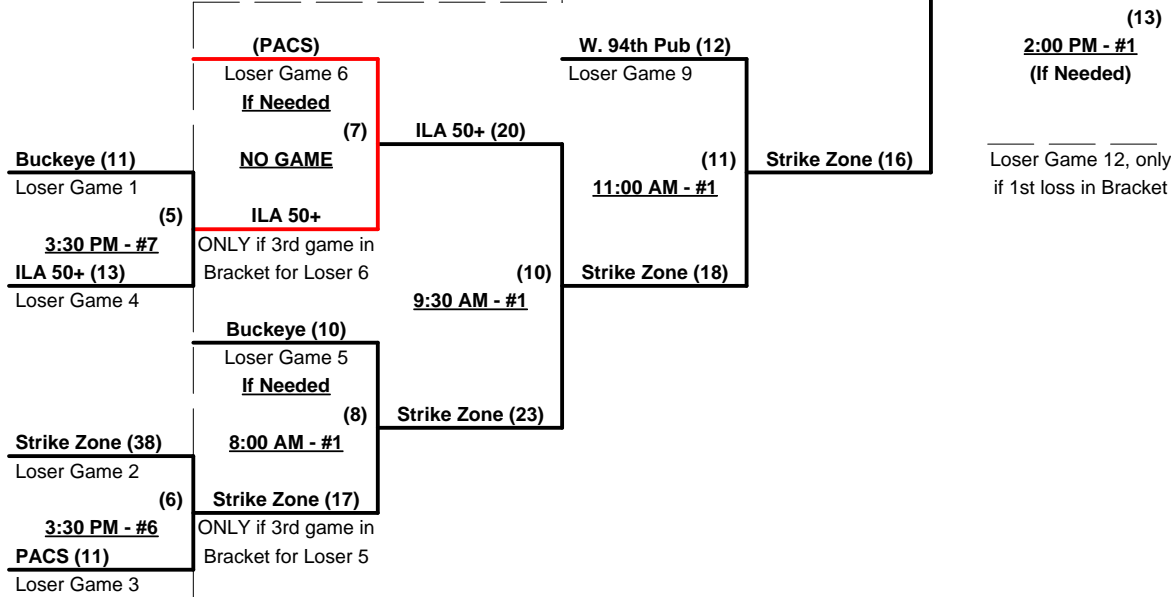 (PACS)
Loser Game 6
If Needed
(7)
NO GAME
ILA 50+
ONLY if 3rd game in
Bracket for Loser 6
Buckeye (11)
Loser Game 1
(5)
3:30 PM - #7
ILA 50+ (13)
Loser Game 4
Buckeye (10)
Loser Game 5
If Needed
(8)
8:00 AM - #1
Strike Zone (17)
ONLY if 3rd game in
Bracket for Loser 5
Strike Zone (38)
Loser Game 2
(6)
3:30 PM - #6
PACS (11)
Loser Game 3
ILA 50+ (20)
(10)
9:30 AM - #1
Strike Zone (23)
W. 94th Pub (12)
Loser Game 9
(11)
11:00 AM - #1
Strike Zone (18)
Strike Zone (16)
(13)
2:00 PM - #1
(If Needed)
Loser Game 12, only
if 1st loss in Bracket